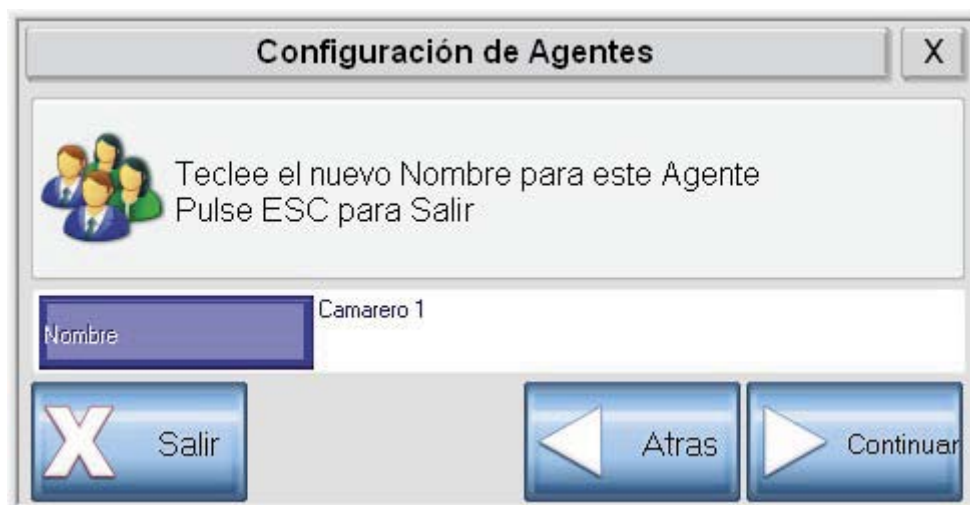 Configuración de Agentes
X
Teclee el nuevo Nombre para este Agente
Pulse ESC para Salir
Nombre
Camarero 1
Salir
Atras
Continuar